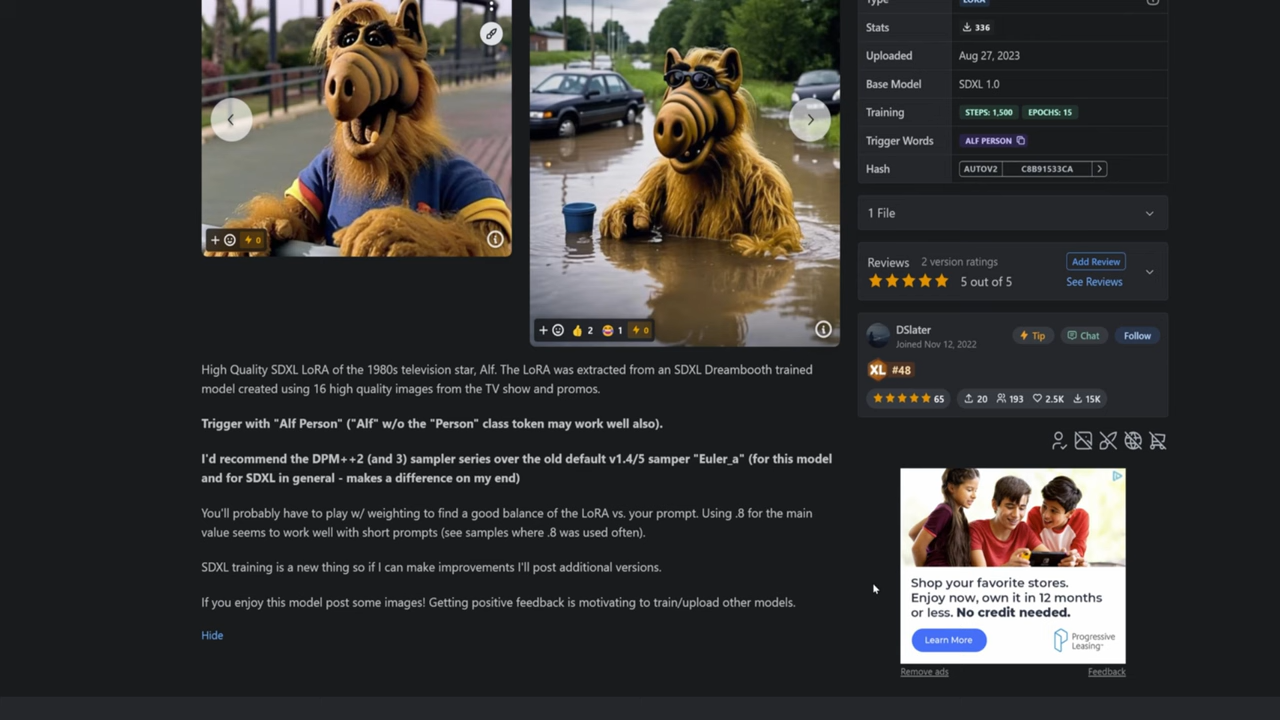 Type
LORA
Stats
336
Uploaded
Aug 27, 2023
Base Model
SDXL 1.0
Training
STEPS: 1,500
EPOCHS: 15
Trigger Words
ALF PERSON
Hash
AUTOV2
C8B91533CA
0
2
1
0
1 File
Reviews
2 version ratings
Add Review
5 out of 5
See Reviews
DSlater
Joined Nov 12, 2022
Tip
Chat
Follow
XL #48
65
20
193
2.5K
15K
High Quality SDXL LoRA of the 1980s television star, Alf. The LoRA was extracted from an SDXL Dreambooth trained
model created using 16 high quality images from the TV show and promos.
Trigger with "Alf Person" ("Alf" w/o the "Person" class token may work well also).
I'd recommend the DPM++2 (and 3) sampler series over the old default v1.4/5 samper "Euler_a" (for this model
and for SDXL in general - makes a difference on my end)
You'll probably have to play w/ weighting to find a good balance of the LoRA vs. your prompt. Using .8 for the main
value seems to work well with short prompts (see samples where .8 was used often).
SDXL training is a new thing so if I can make improvements I'll post additional versions.
If you enjoy this model post some images! Getting positive feedback is motivating to train/upload other models.
Hide
Shop your favorite stores.
Enjoy now, own it in 12 months
or less. No credit needed.
Learn More
Progressive
Leasing
Remove ads
Feedback